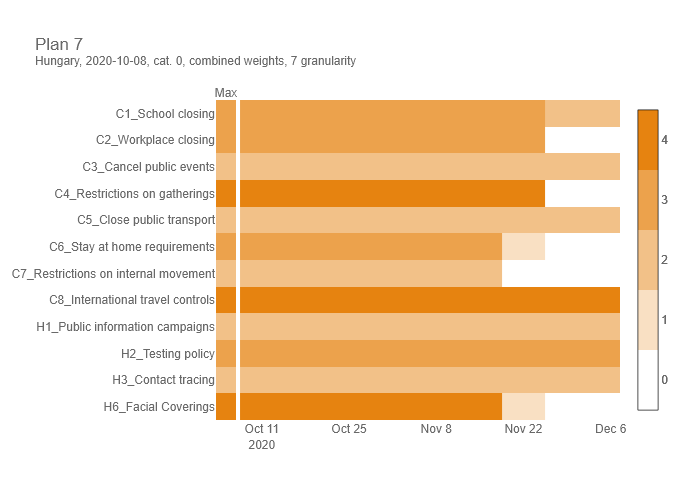 Plan 7
Hungary, 2020-10-08, cat. 0, combined weights, 7 granularity
Max
C1_School closing
C2_Workplace closing
C3_Cancel public events
C4_Restrictions on gatherings
C5_Close public transport
C6_Stay at home requirements
C7_Restrictions on internal movement
C8_International travel controls
H1_Public information campaigns
H2_Testing policy
H3_Contact tracing
H6_Facial Coverings
Oct 11 Oct 25 Nov 8 Nov 22 Dec 6
2020
4
3
2
1
0